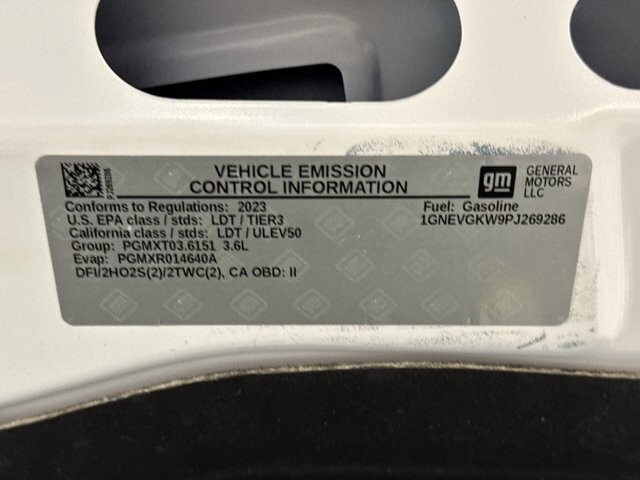 VEHICLE EMISSION
CONTROL INFORMATION
gm
GENERAL
MOTORS
LLC
Conforms to Regulations: 2023
U.S. EPA class / stds: LDT / TIER3
California class / stds: LDT / ULEV50
Group: PGMXT03.6151 3.6L
Evap: PGMXR0144640A
DFI/2HO2S(2)/2TWC(2), CA OBD: II
Fuel: Gasoline
1GNEVGKW9PJ269286